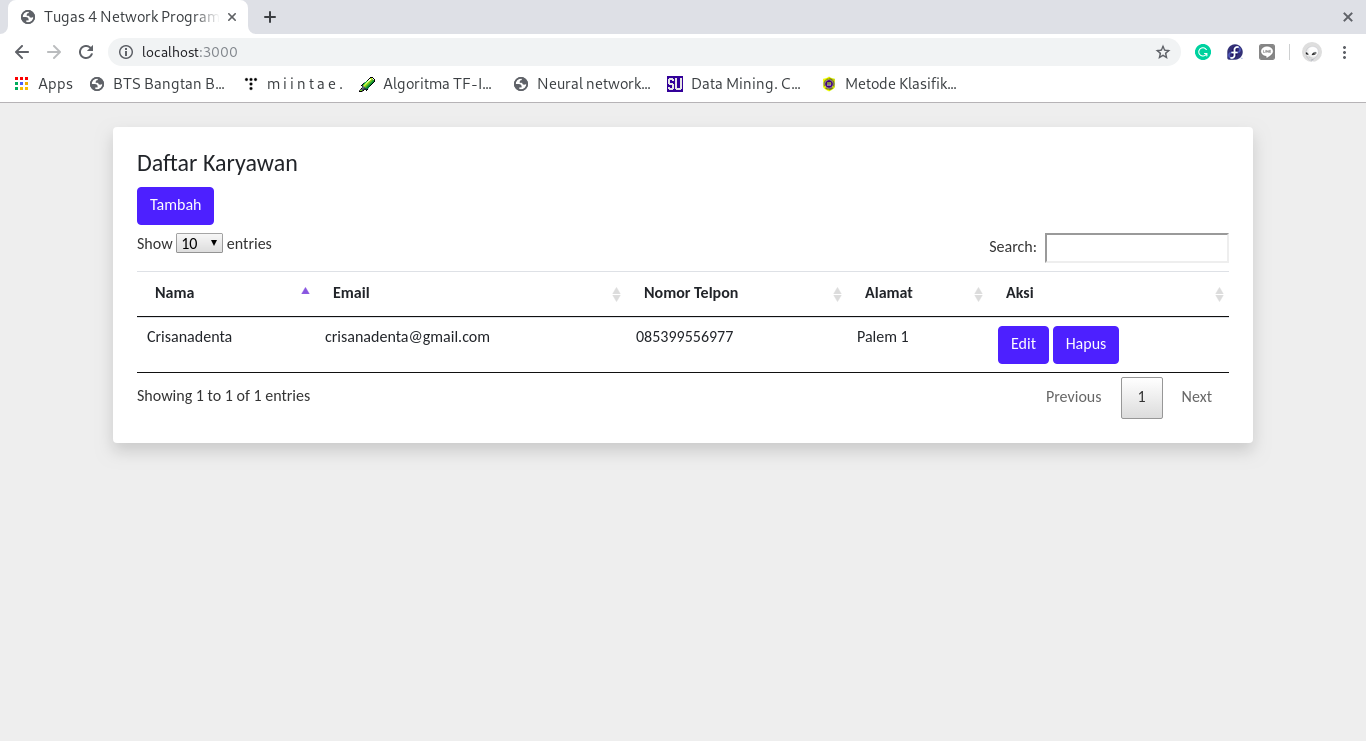 Tugas 4 Network Program
localhost:3000
Apps BTS Bangtan B... m i i n t a e . Algoritma TF-I... Neural network... SU Data Mining. C... Metode Klasifik...
Daftar Karyawan
Tambah
Show 10 entries Search:
Nama Email Nomor Telpon Alamat Aksi
Crisanadenta crisanadenta@gmail.com 085399556977 Palem 1 Edit Hapus
Showing 1 to 1 of 1 entries Previous 1 Next